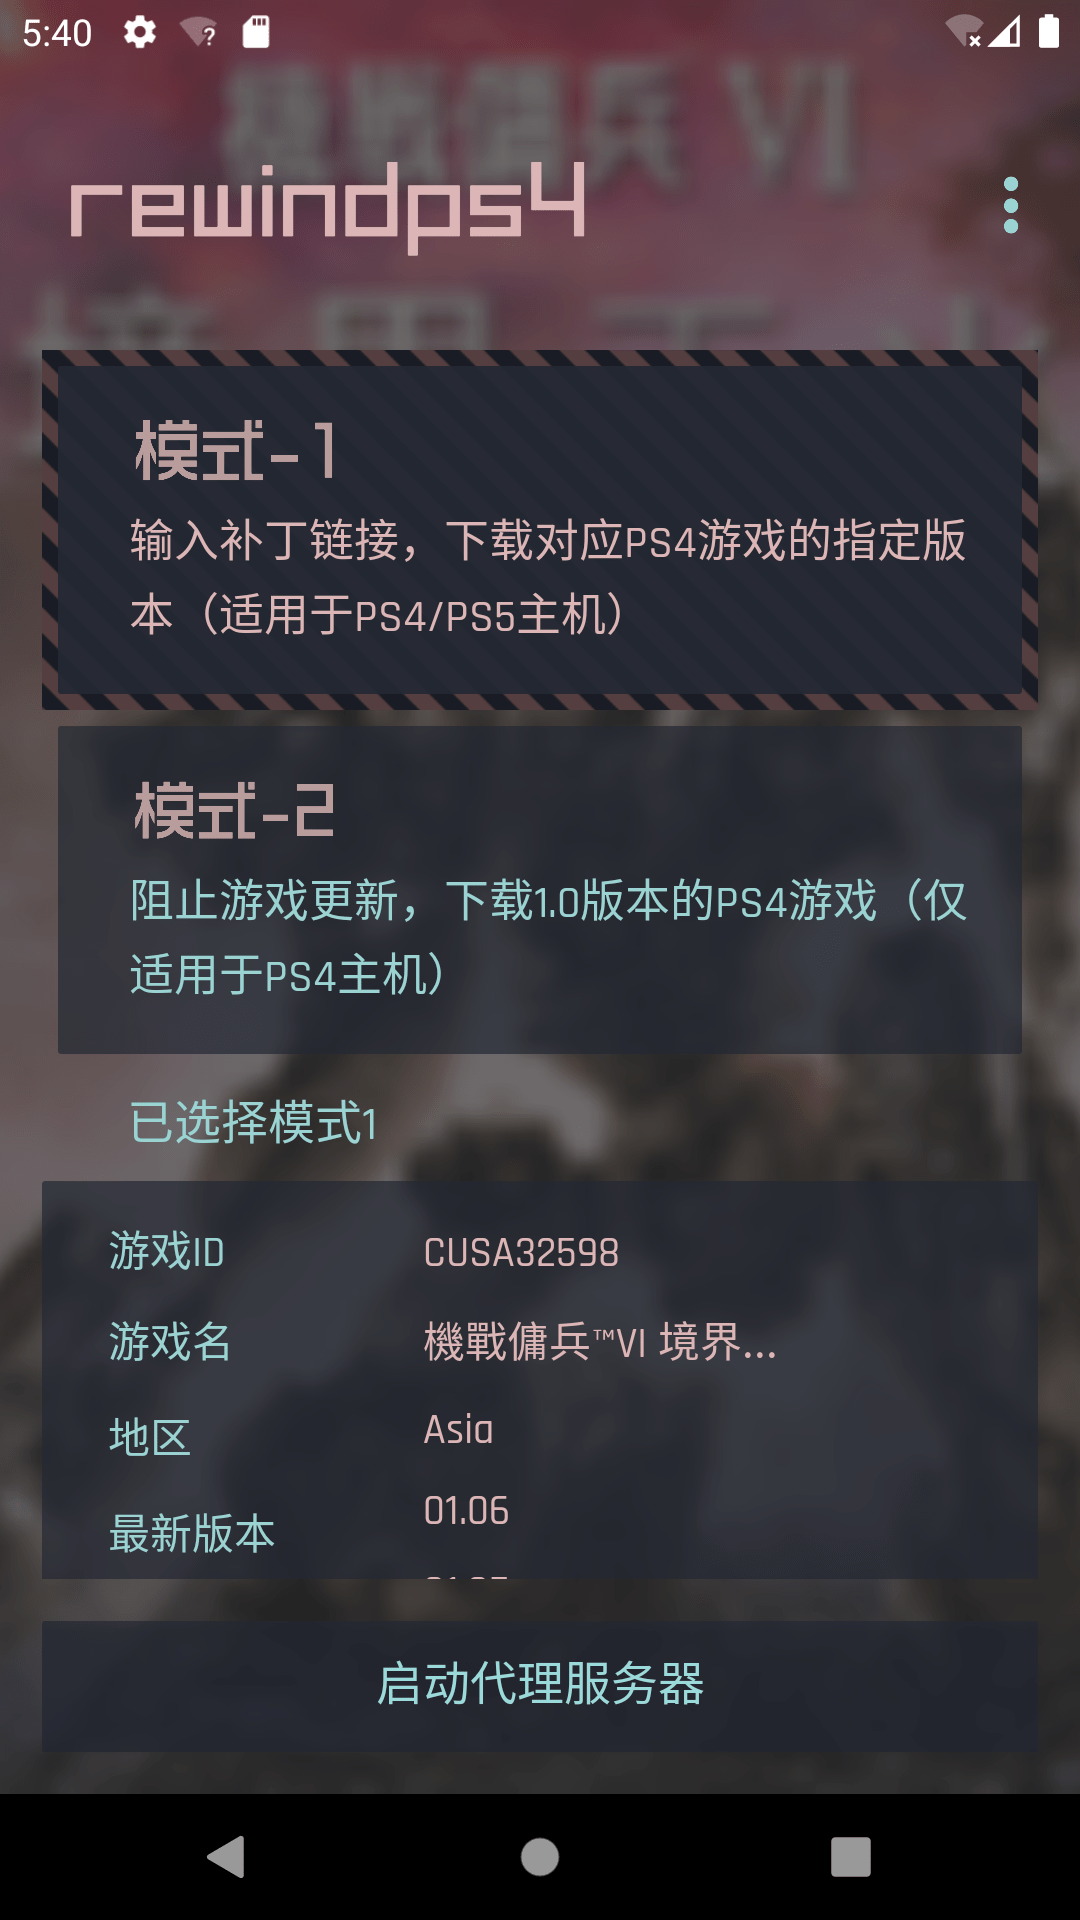 5:40
機戰傭兵 VI
rewindps4
模式-1
输入补丁链接，下载对应PS4游戏的指定版
本（适用于PS4/PS5主机）
模式-2
阻止游戏更新，下载1.0版本的PS4游戏（仅
适用于PS4主机）
已选择模式1
游戏ID
CUSA32598
游戏名
機戰傭兵™VI 境界...
地区
Asia
最新版本
01.06
启动代理服务器